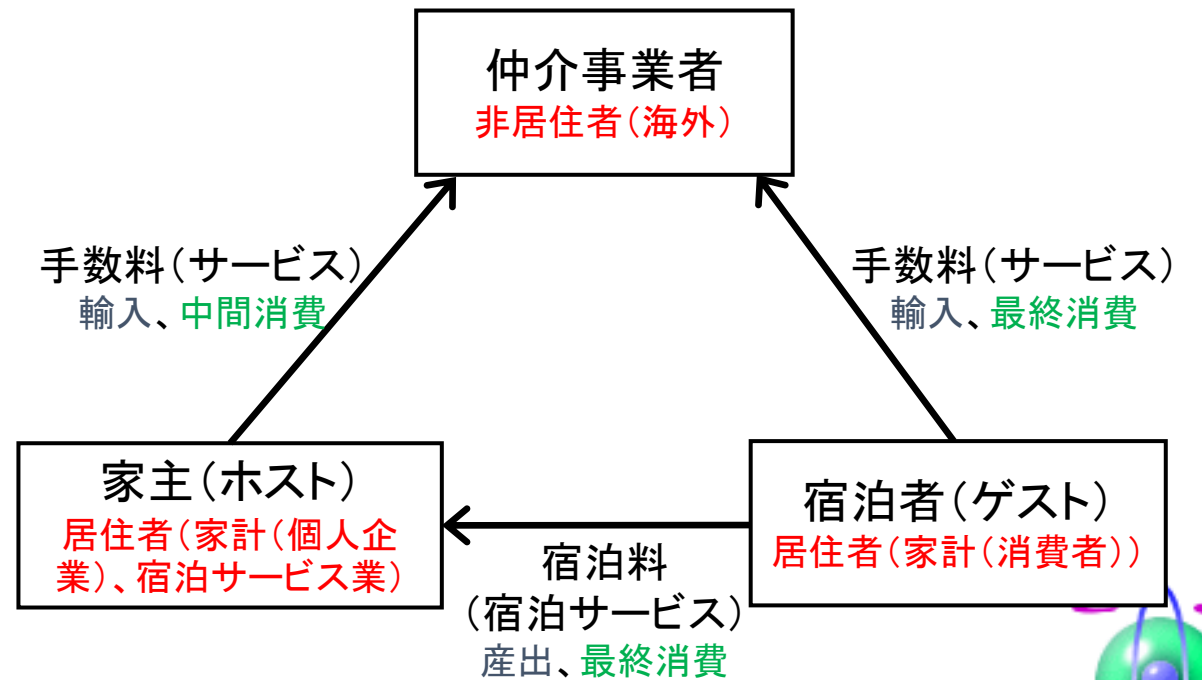 仲介事業者
非居住者（海外）
手数料（サービス）
輸入、中間消費
手数料（サービス）
輸入、最終消費
家主（ホスト）
居住者（家計（個人企
業）、宿泊サービス業）
宿泊料
（宿泊サービス）
産出、最終消費
宿泊者（ゲスト）
居住者（家計（消費者））